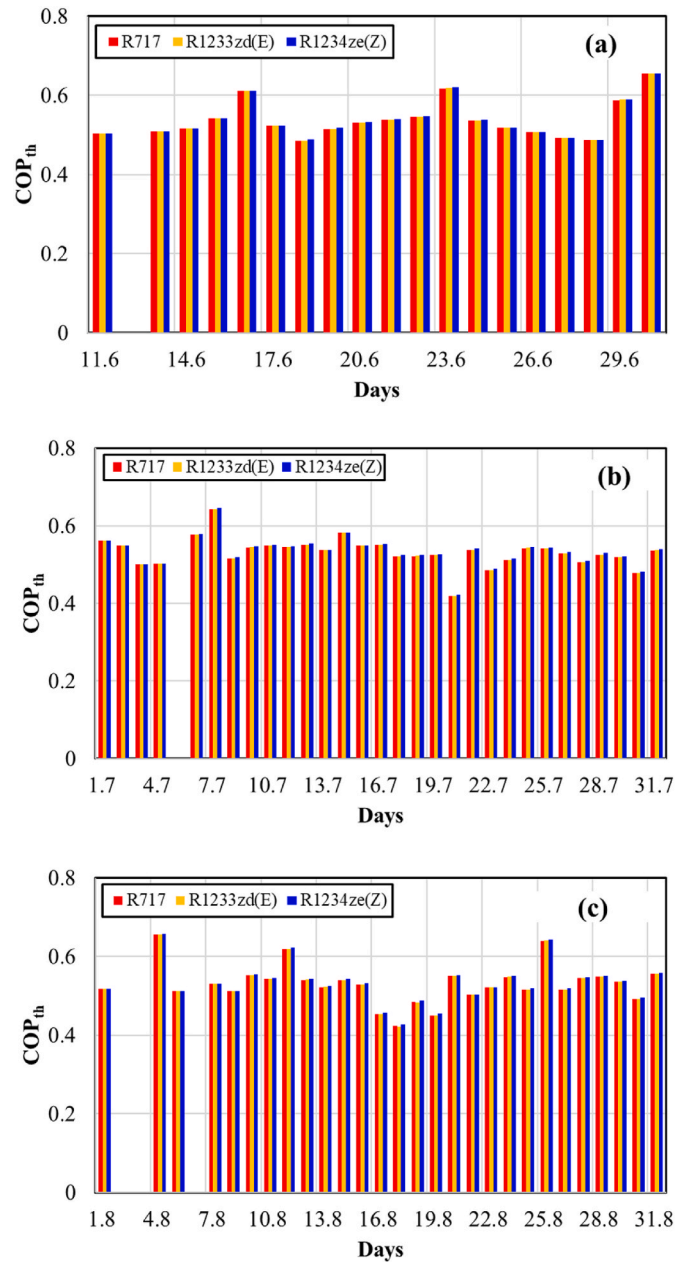 0.8
R717 R1233zd(E) R1234ze(Z)
(a)
0.6
COPth
0.4
0.2
0
11.6 14.6 17.6 20.6 23.6 26.6 29.6
Days
0.8
R717 R1233zd(E) R1234ze(Z)
(b)
0.6
COPth
0.4
0.2
0
1.7 4.7 7.7 10.7 13.7 16.7 19.7 22.7 25.7 28.7 31.7
Days
0.8
R717 R1233zd(E) R1234ze(Z)
(c)
0.6
COPth
0.4
0.2
0
1.8 4.8 7.8 10.8 13.8 16.8 19.8 22.8 25.8 28.8 31.8
Days